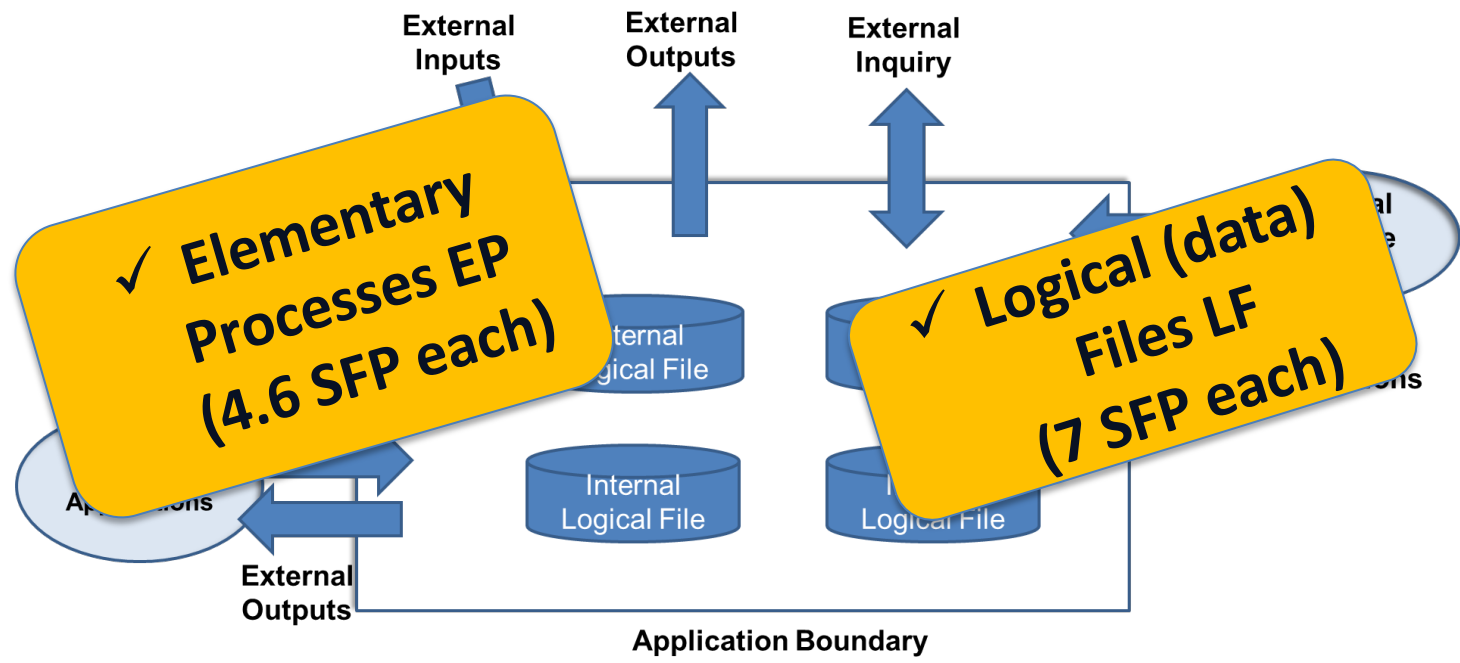 External
Inputs
External
Outputs
External
Inquiry
✓ Elementary
Processes EP
(4.6 SFP each)
✓ Logical (data)
Files LF
(7 SFP each)
Logical File
Internal
Logical File
Logical File
External
Outputs
Application Boundary